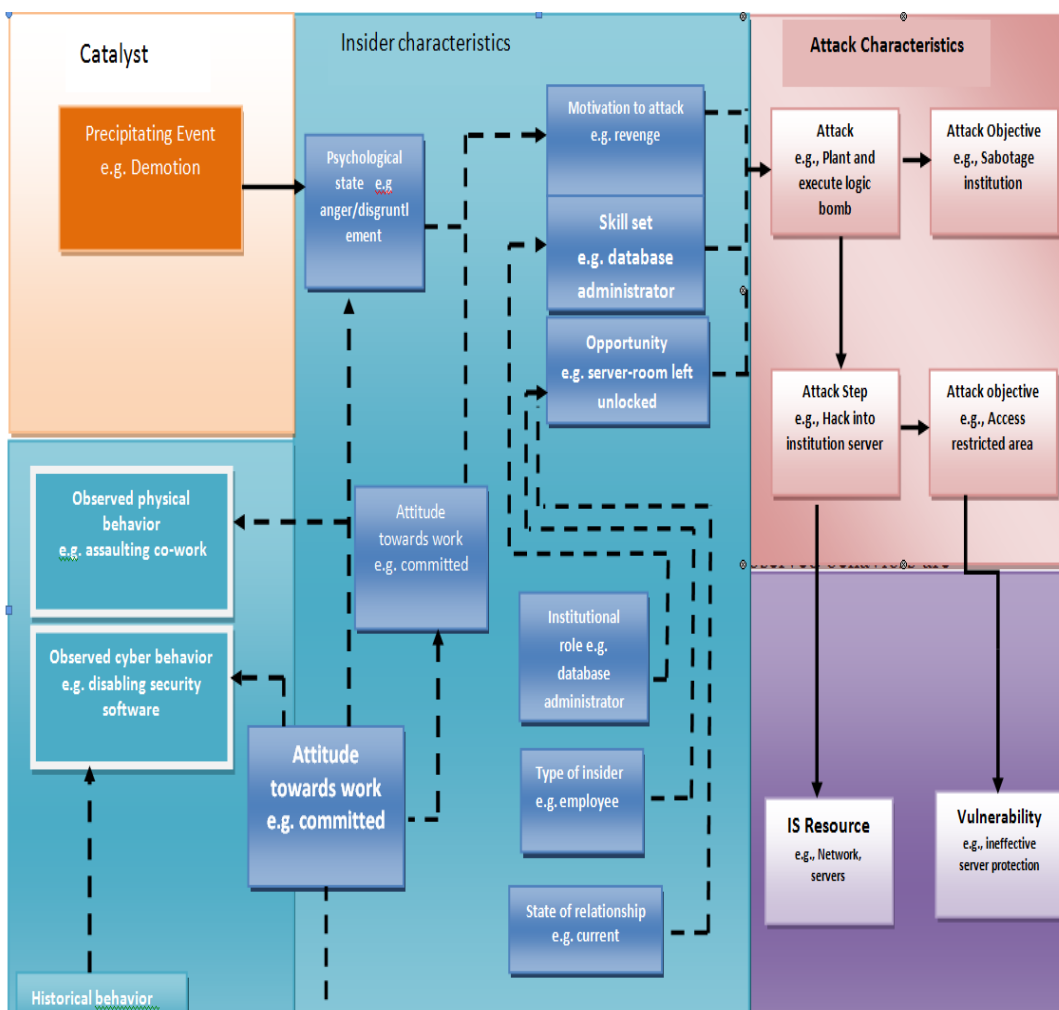 Catalyst
Precipitating Event
e.g. Demotion
Insider characteristics
Psychological
state e.g
anger/disgruntl
ement
Motivation to attack
e.g. revenge
Skill set
e.g. database
administrator
Opportunity
e.g. server-room left
unlocked
Attack Characteristics
Attack
e.g., Plant and
execute logic
bomb
Attack Objective
e.g., Sabotage
institution
Attack Step
e.g., Hack into
institution server
Attack objective
e.g., Access
restricted area
Observed physical
behavior
e.g. assaulting co-work
Observed cyber behavior
e.g. disabling security
software
Attitude
towards work
e.g. committed
Attitude
towards work
e.g. committed
Institutional
role e.g.
database
administrator
Type of insider
e.g. employee
State of relationship
e.g. current
IS Resource
e.g., Network,
servers
Vulnerability
e.g., ineffective
server protection
Historical behavior